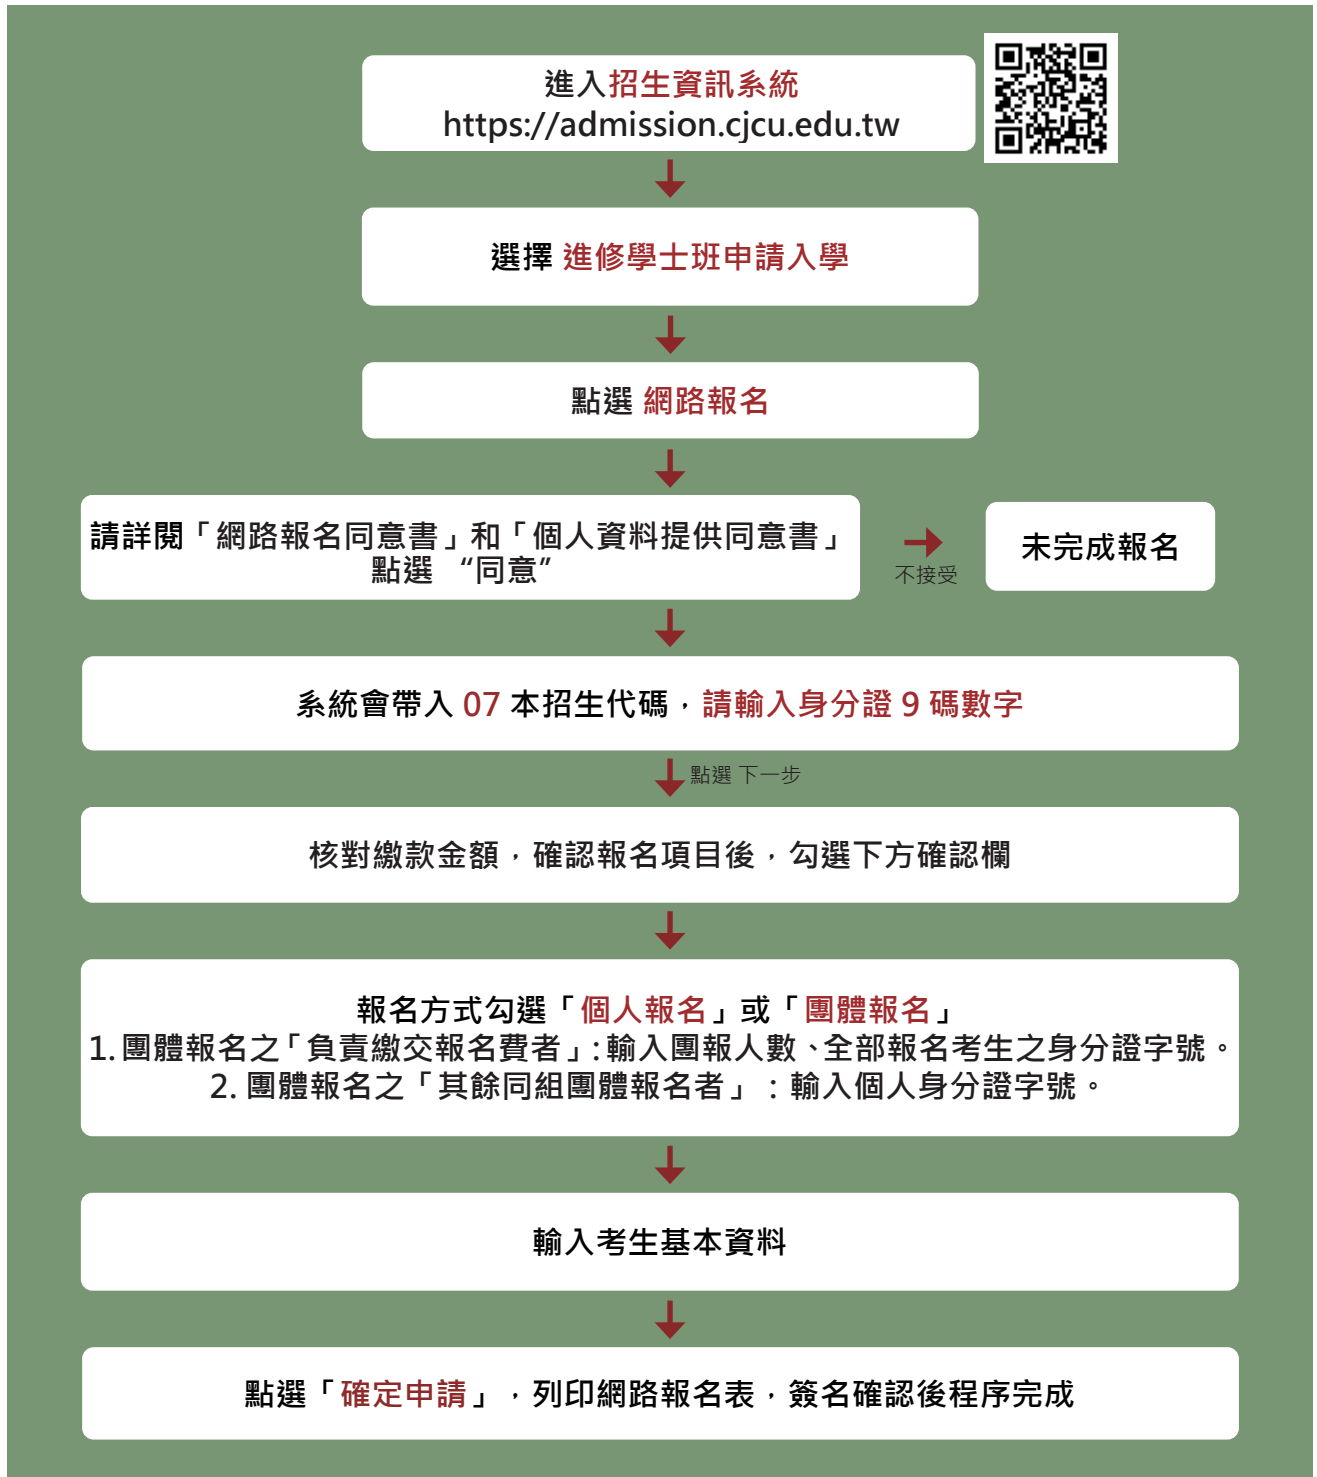 進入招生資訊系統
https://admission.cjcu.edu.tw
選擇 進修學士班申請入學
點選 網路報名
請詳閱「網路報名同意書」和「個人資料提供同意書」
點選 “同意”
不接受
未完成報名
系統會帶入 07 本招生代碼，請輸入身分證 9 碼數字
點選 下一步
核對繳款金額，確認報名項目後，勾選下方確認欄
報名方式勾選「個人報名」或「團體報名」
1. 團體報名之「負責繳交報名費者」：輸入團報人數、全部報名考生之身分證字號。
2. 團體報名之「其餘同組團體報名者」：輸入個人身分證字號。
輸入考生基本資料
點選「確定申請」，列印網路報名表，簽名確認後程序完成